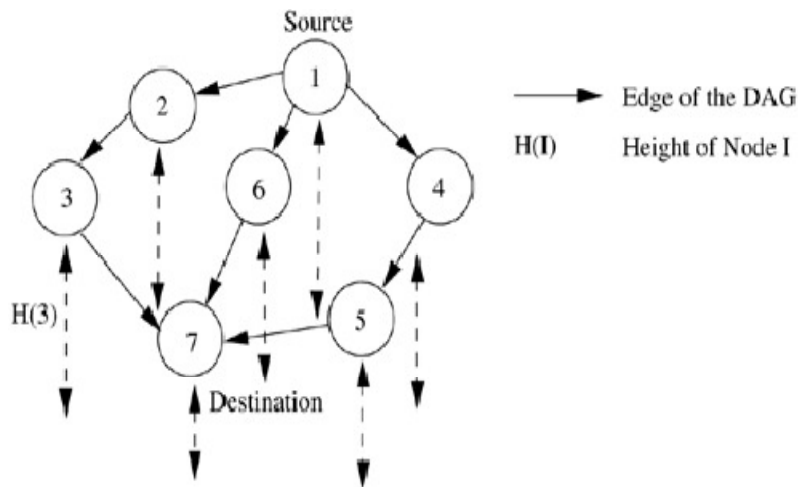 Source
1
2
Edge of the DAG
H(I)
Height of Node I
6
4
3
H(3)
5
7
Destination